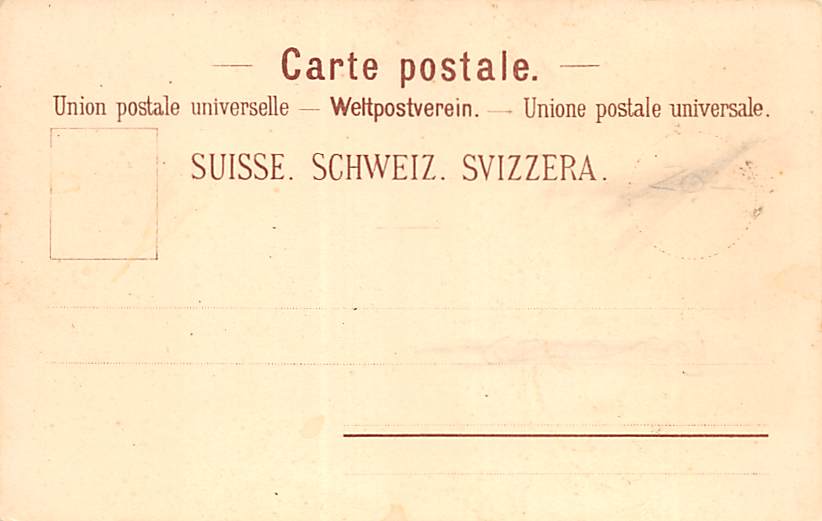 — Carte postale. —
Union postale universelle — Weltpostverein. — Unione postale universale.
SUISSE. SCHWEIZ. SVIZZERA.